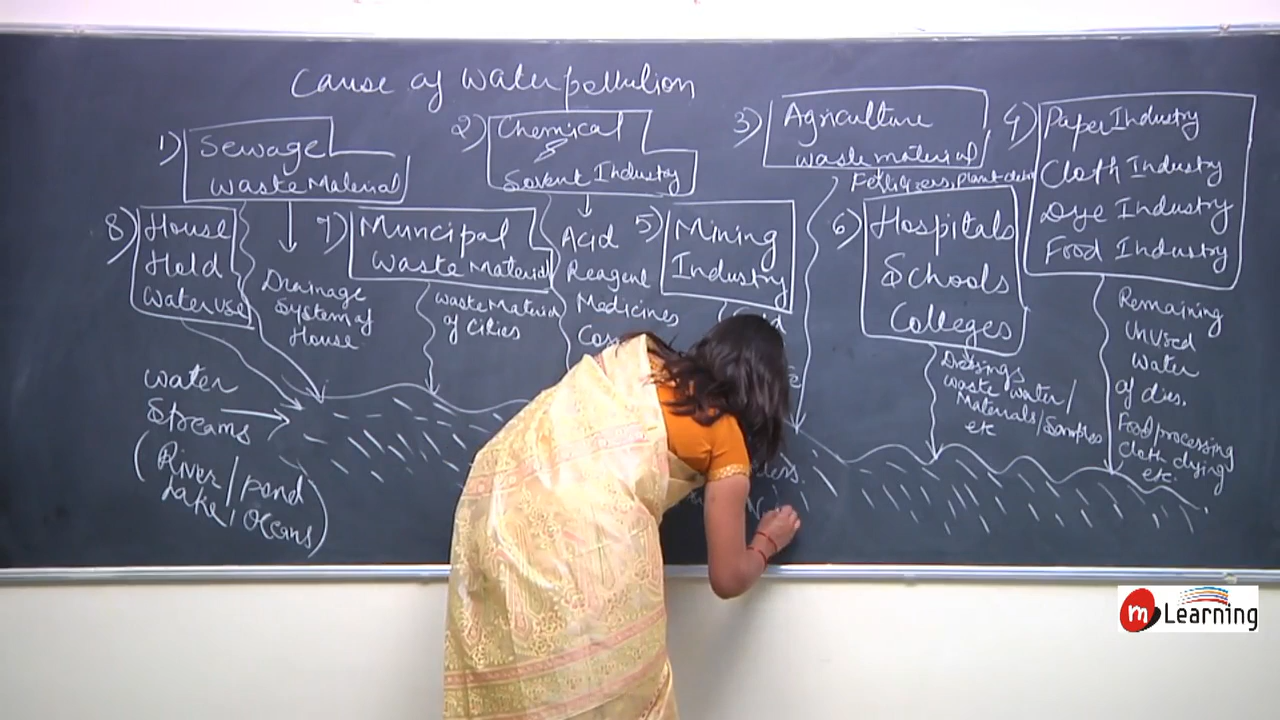 Cause of Water pollution
1) Sewage
Waste Material
Drainage
System of
House
2) Chemical
&
Sovent Industry
Acid
Reagent
Medicines
3) Agriculture
waste material
Fetilizers, plant
4) Paper Industry
Cloth Industry
Dye Industry
Food Industry
Remaining
Unused
Water
of dies.
Food processing
Cloth dying
etc.
5) Mining
Industry
6) Hospitals
Schools
Colleges
Dressings
Waste water /
Materials / Samples
etc
7) Muncipal
Waste Material
Waste Material
of Cities
8) House
Hold
Water use
Water
Streams
(River / pond
Lake, Oceans)
m Learning